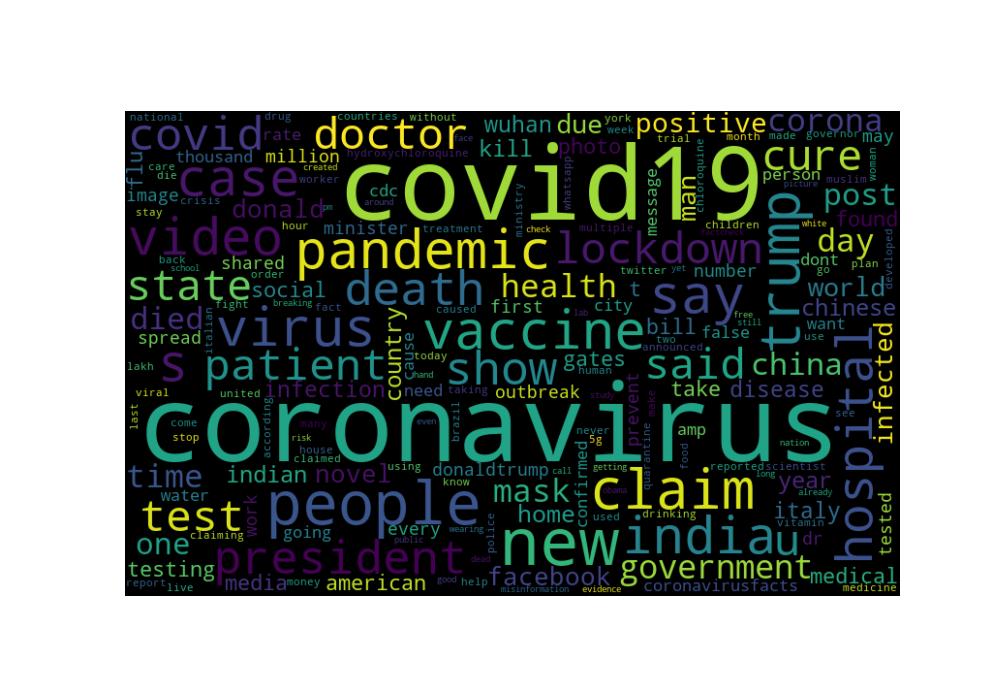 national
drug
countries
without
york
covid
rate
doctor
wuhan
due
week
positive
corona
face
trial
month
made
governor
may
flu
thousand
million
hydroxychloroquine
kill
photo
covid19
cure
care
die
created
cdc
whatsapp
message
man
chloroquine
person
muslim
woman
image
crisis
case
worker
around
ministry
picture
post
stay
donald
hour
pm
minister
treatment
check
multiple
children
white
found
video
pandemic
lockdown
factcheck
trump
day
back
school
shared
twitter
yet
number
dont
go
plan
developed
state
order
social
death
health
t
world
fight
breaking
fact
first
city
free
say
chinese
died
italian
virus
caused
lab
vaccine
bill
false
still
want
use
spread
country
cause
today
human
two
announced
lakh
s
patient
hand
show
gates
said
china
hospital
infected
viral
united
infection
need
taking
outbreak
study
prevent
make
take
disease
last
come
stop
according
many
risk
house
claimed
coronavirus
brazil
even
never
5g
confirmed
quarantine
food
amp
see
nation
time
indian
novel
using
donaldtrump
call
getting
reported
scientist
long
water
know
obama
year
already
people
mask
claim
work
used
drinking
vitamin
italy
test
claiming
going
every
wearing
home
tested
police
public
new
india
u
dr
one
president
dead
testing
facebook
government
medical
report
live
media
money
american
good
help
misinformation
evidence
coronavirusfacts
medicine